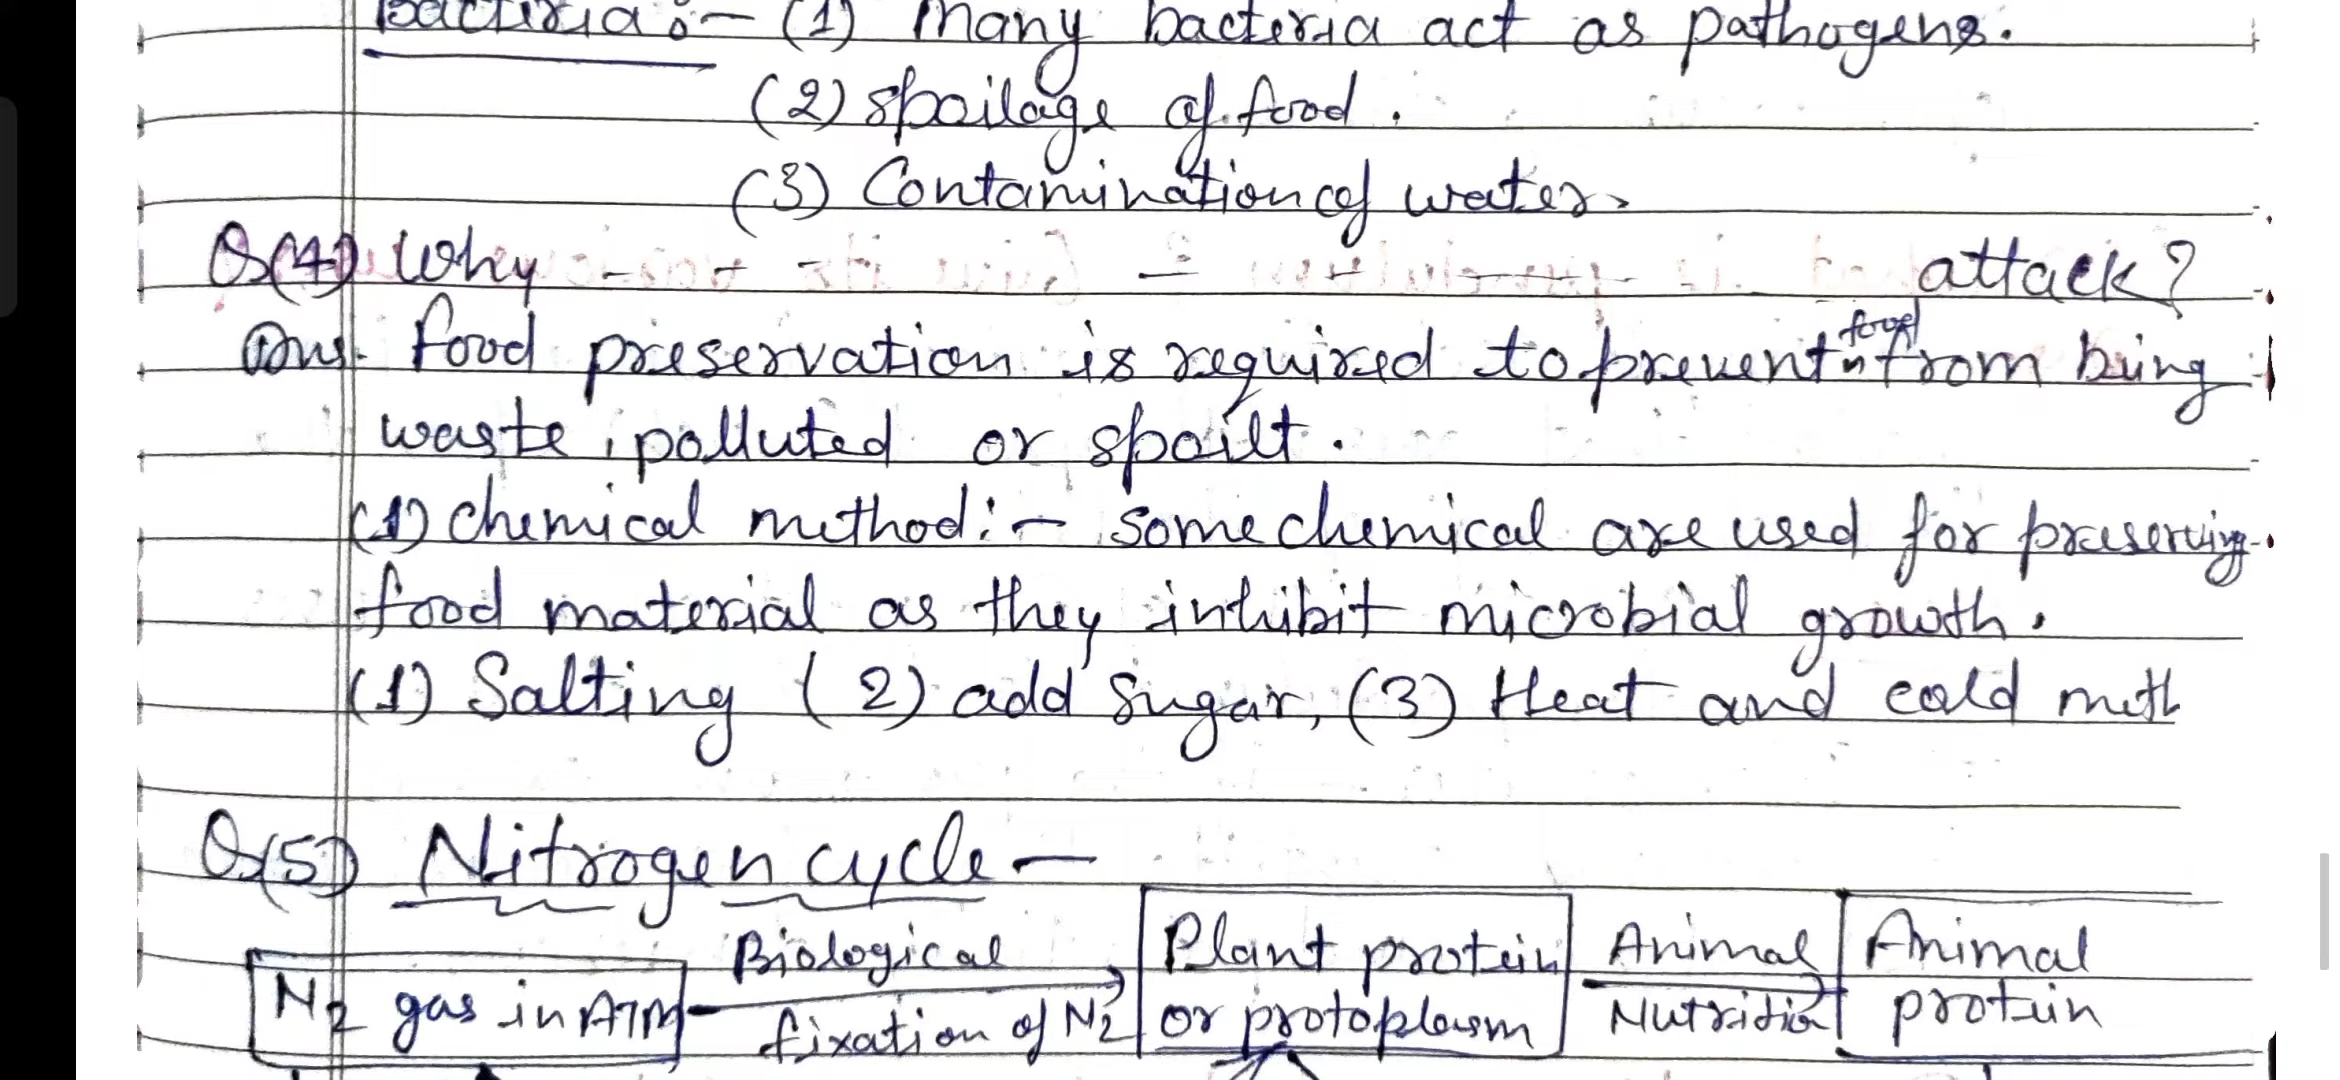 bacteria :- (1) Many bacteria act as pathogens.
(2) spoilage of food.
(3) Contamination of water.
Q(4) Why - - - - - attack?
Ans. food preservation is required to prevent food from being
waste, polluted or spoilt.
(1) chemical method :- some chemical are used for preserving
food material as they inhibit microbial growth.
(1) Salting (2) add sugar, (3) Heat and cold meth
Q(5) Nitrogen cycle -
N2 gas in ATM
Biological
fixation of N2
Plant protein
or protoplasm
Animal
Nutrition
Animal
protein